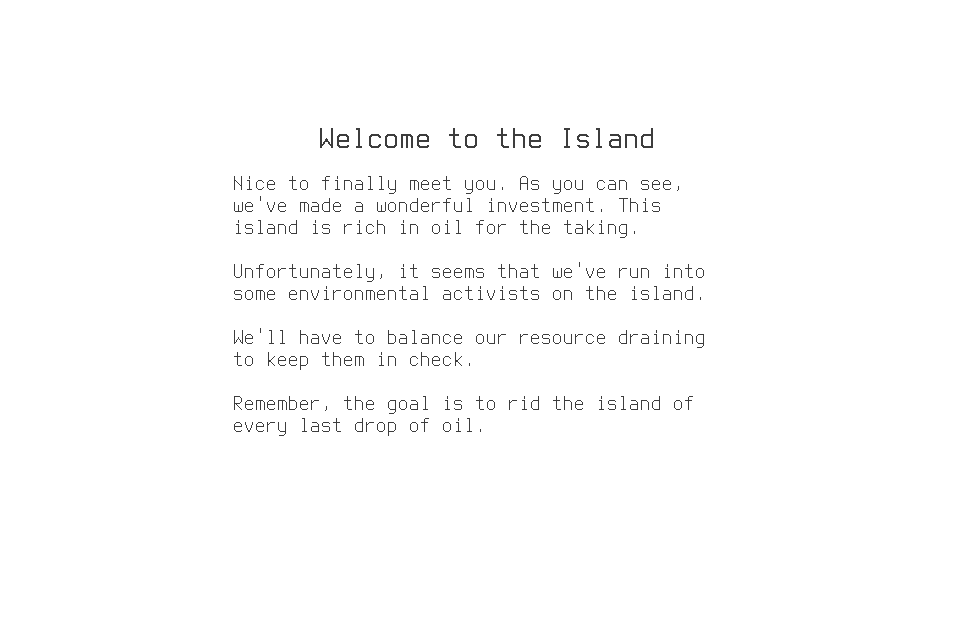 Welcome to the Island
Nice to finally meet you. As you can see,
we've made a wonderful investment. This
island is rich in oil for the taking.
Unfortunately, it seems that we've run into
some environmental activists on the island.
We'll have to balance our resource draining
to keep them in check.
Remember, the goal is to rid the island of
every last drop of oil.